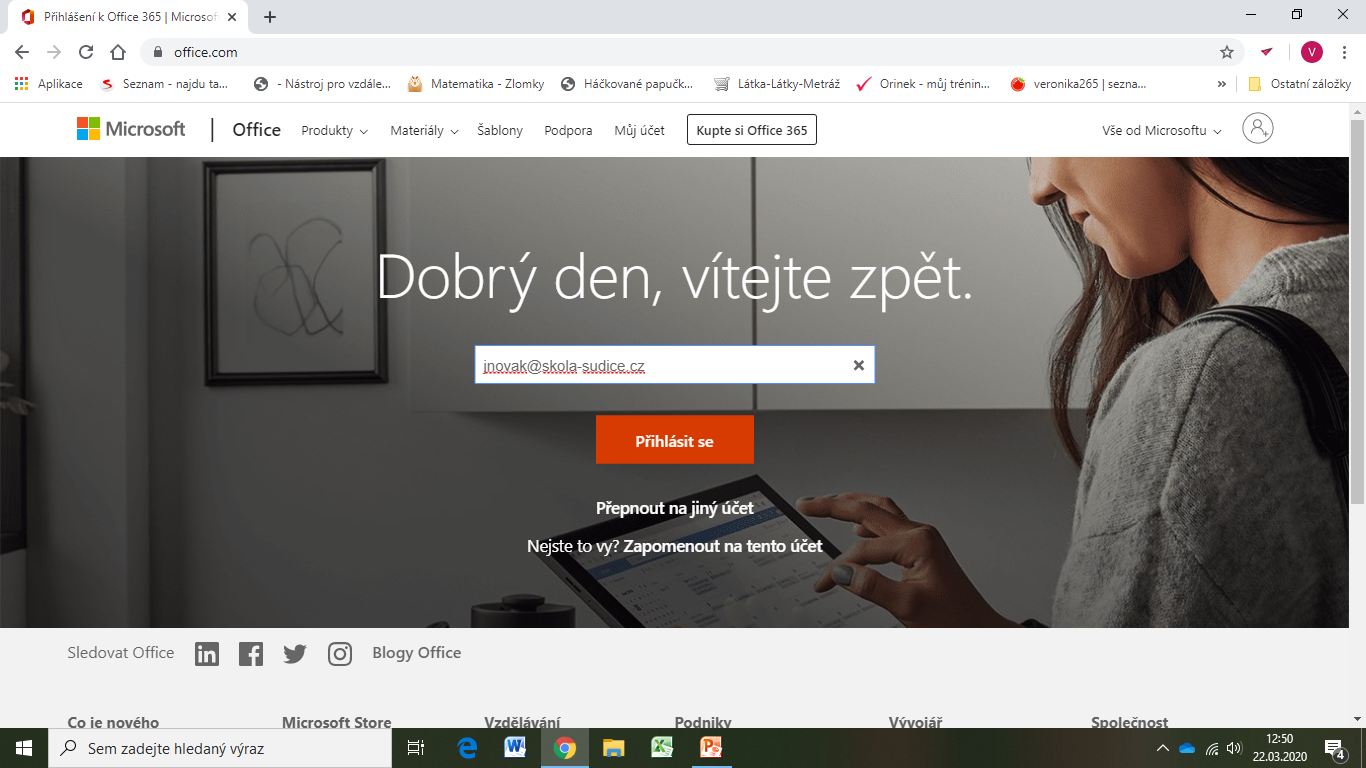 Přihlášení k Office 365 | Microsof
office.com
V
Aplikace
Seznam - najdu ta...
- Nástroj pro vzdále...
Matematika - Zlomky
Háčkované papučk...
Látka-Látky-Metráž
Orinek - můj trénin...
veronika265 | sezna...
»
Ostatní záložky
Microsoft
Office
Produkty
Materiály
Šablony
Podpora
Můj účet
Kupte si Office 365
Vše od Microsoftu
Dobrý den, vítejte zpět.
jnovak@skola-sudice.cz
Přihlásit se
Přepnout na jiný účet
Nejste to vy? Zapomenout na tento účet
Sledovat Office
Blogy Office
Co je nového
Microsoft Store
Vzdělávání
Podniky
Vývojář
Společnost
Sem zadejte hledaný výraz
12:50
22.03.2020
4